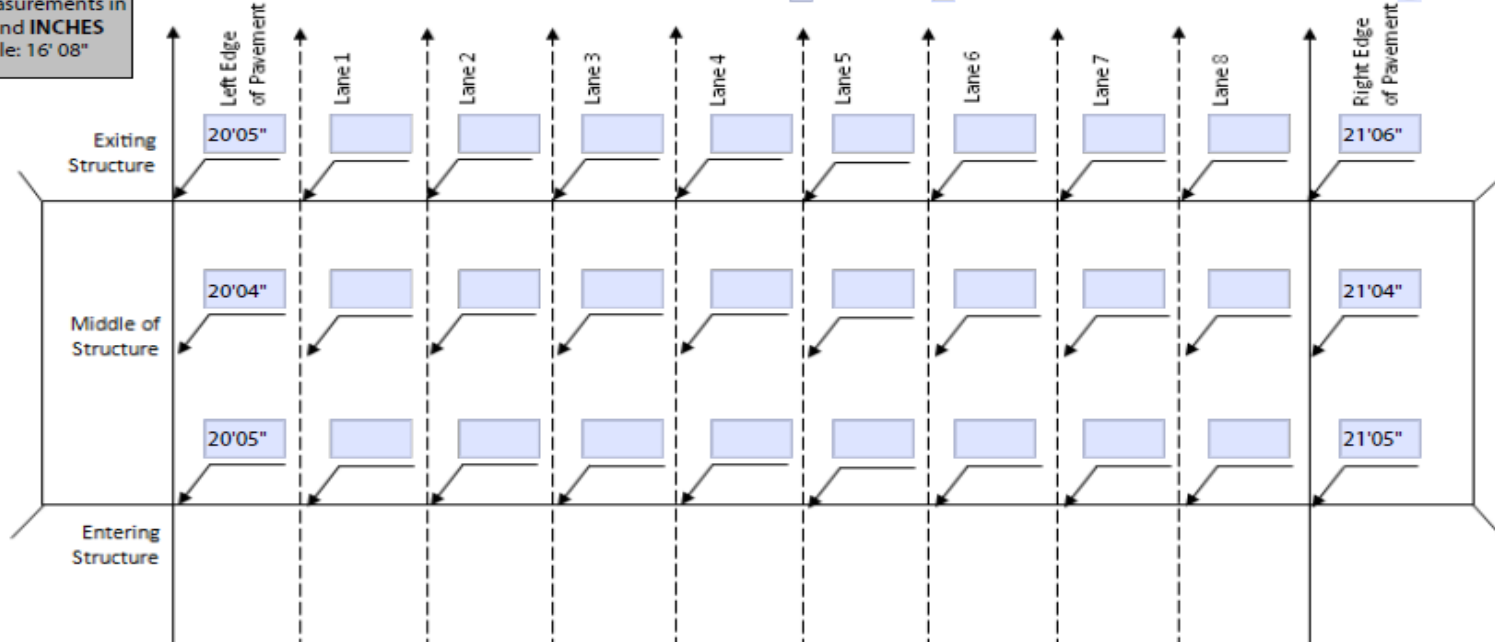 nd INCHES
le: 16' 08"
Left Edge
of Pavement
Lane 1
Lane 2
Lane 3
Lane 4
Lane 5
Lane 6
Lane 7
Lane 8
Right Edge
of Pavement
Exiting
Structure
20'05"
21'06"
Middle of
Structure
20'04"
21'04"
20'05"
21'05"
Entering
Structure